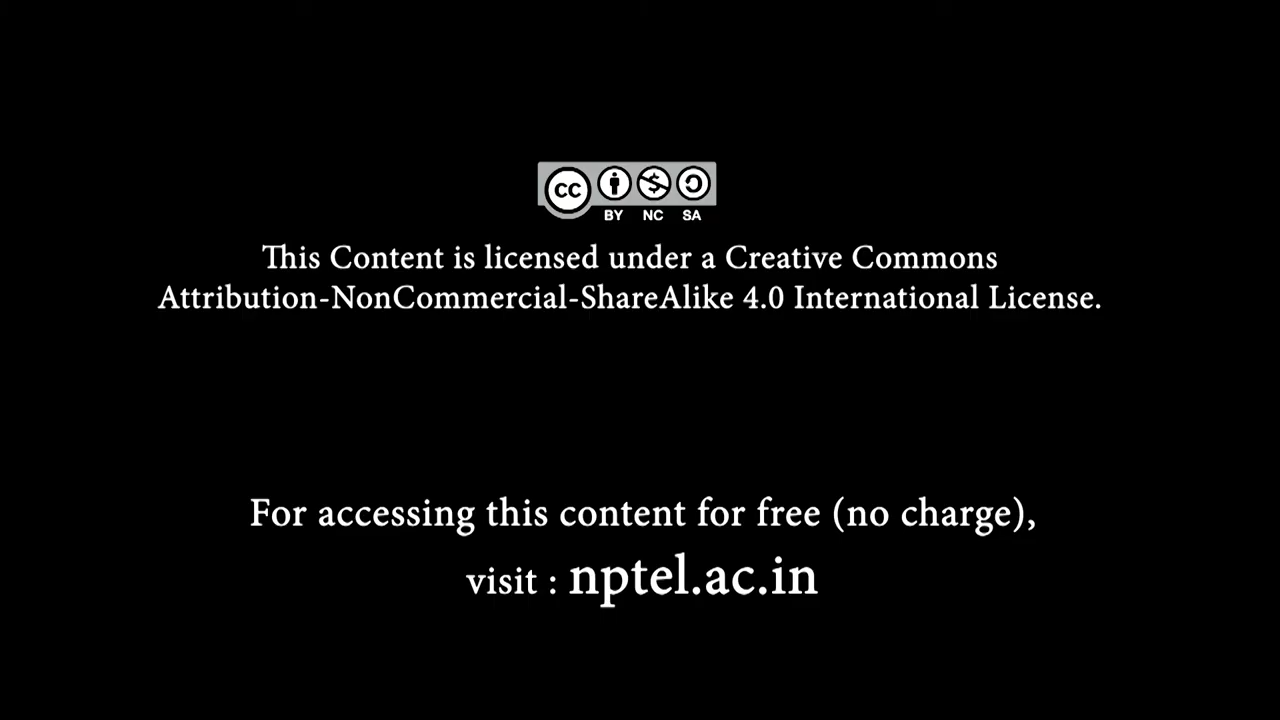 cc
BY NC SA
This Content is licensed under a Creative Commons
Attribution-NonCommercial-ShareAlike 4.0 International License.
For accessing this content for free (no charge),
visit : nptel.ac.in